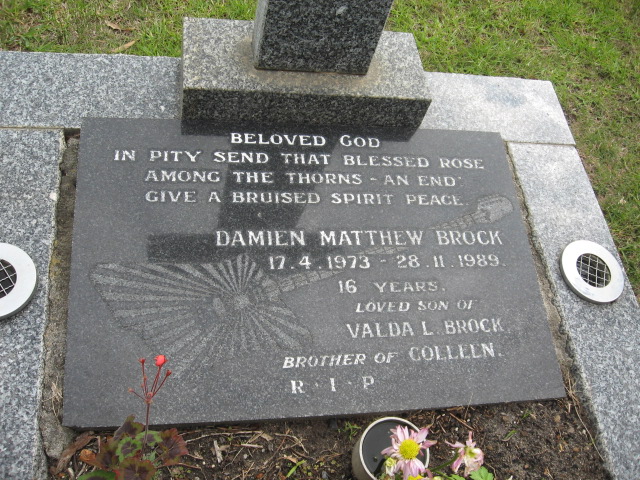 BELOVED GOD
IN PITY SEND THAT BLESSED ROSE
AMONG THE THORNS - AN END:
GIVE A BRUISED SPIRIT PEACE.
DAMIEN MATTHEW BROCK
17.4.1973 - 28.11.1989.
16 YEARS.
LOVED SON OF
VALDA L. BROCK.
BROTHER OF COLLEEN.
R · I · P